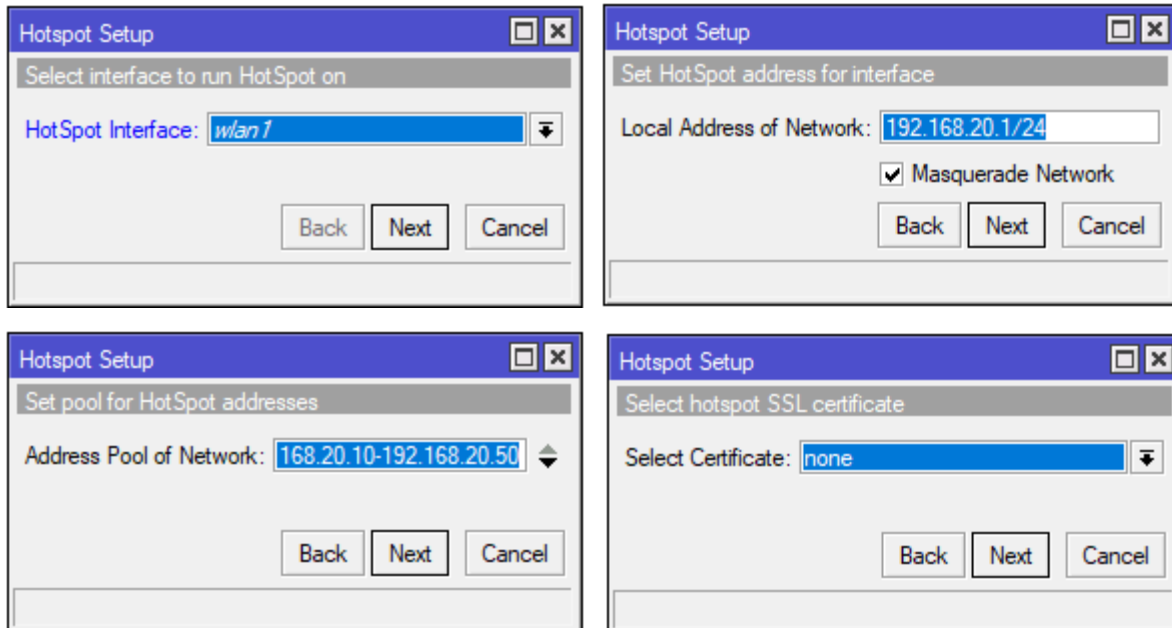 Hotspot Setup
Select interface to run HotSpot on
HotSpot Interface: wlan1
Back Next Cancel
Hotspot Setup
Set HotSpot address for interface
Local Address of Network: 192.168.20.1/24
Masquerade Network
Back Next Cancel
Hotspot Setup
Set pool for HotSpot addresses
Address Pool of Network: 168.20.10-192.168.20.50
Back Next Cancel
Hotspot Setup
Select hotspot SSL certificate
Select Certificate: none
Back Next Cancel